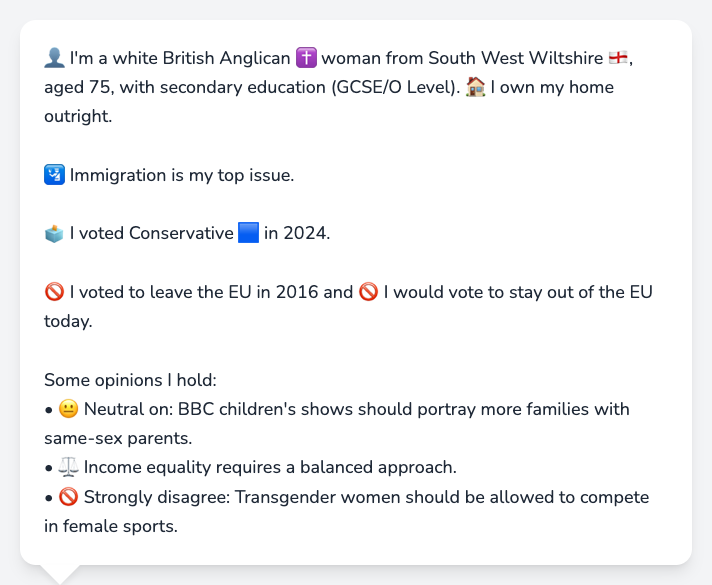 👤 I'm a white British Anglican ✝️ woman from South West Wiltshire 🏴󠁧󠁢󠁥󠁮󠁧󠁿,
aged 75, with secondary education (GCSE/O Level). 🏠 I own my home
outright.
🛂 Immigration is my top issue.
🗳️ I voted Conservative 🟦 in 2024.
🚫 I voted to leave the EU in 2016 and 🚫 I would vote to stay out of the EU
today.
Some opinions I hold:
• 😐 Neutral on: BBC children's shows should portray more families with
same-sex parents.
• ⚖️ Income equality requires a balanced approach.
• 🚫 Strongly disagree: Transgender women should be allowed to compete
in female sports.